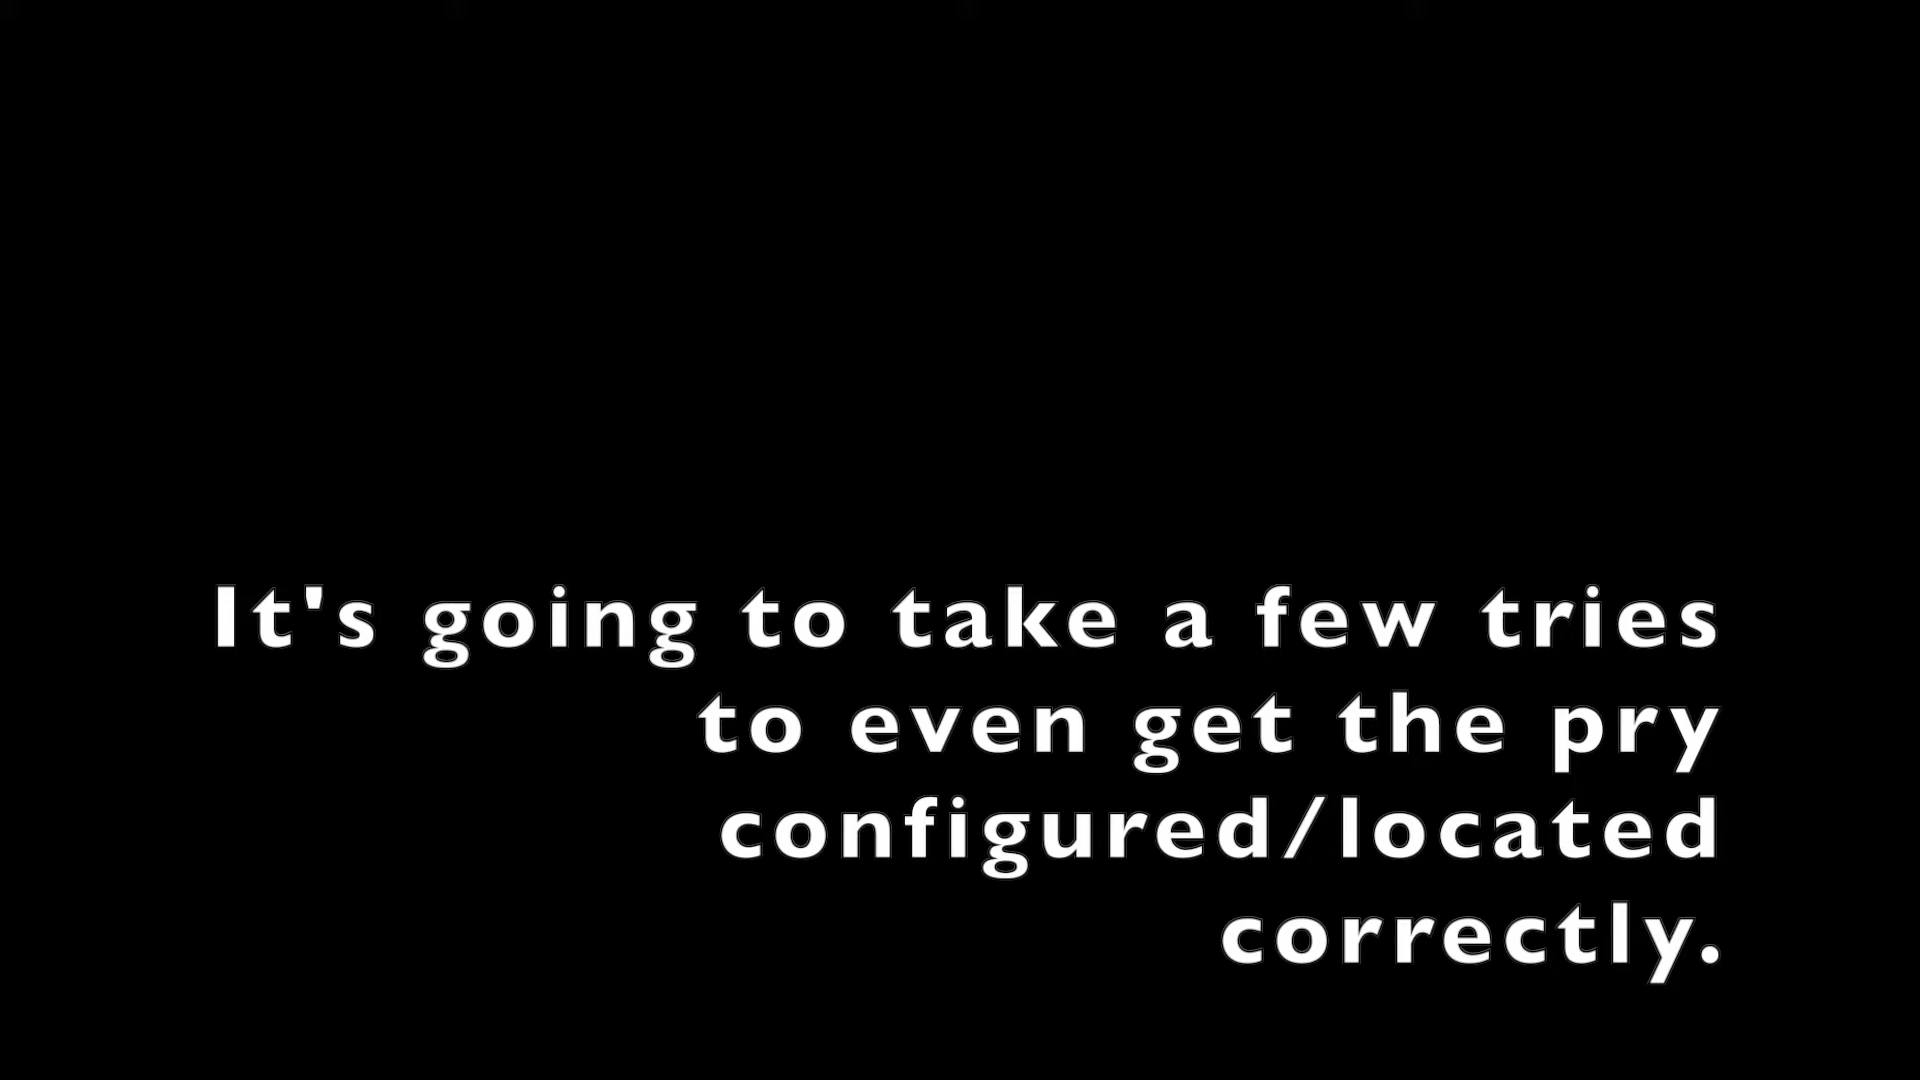 It's going to take a few tries
to even get the pry
configured/located
correctly.